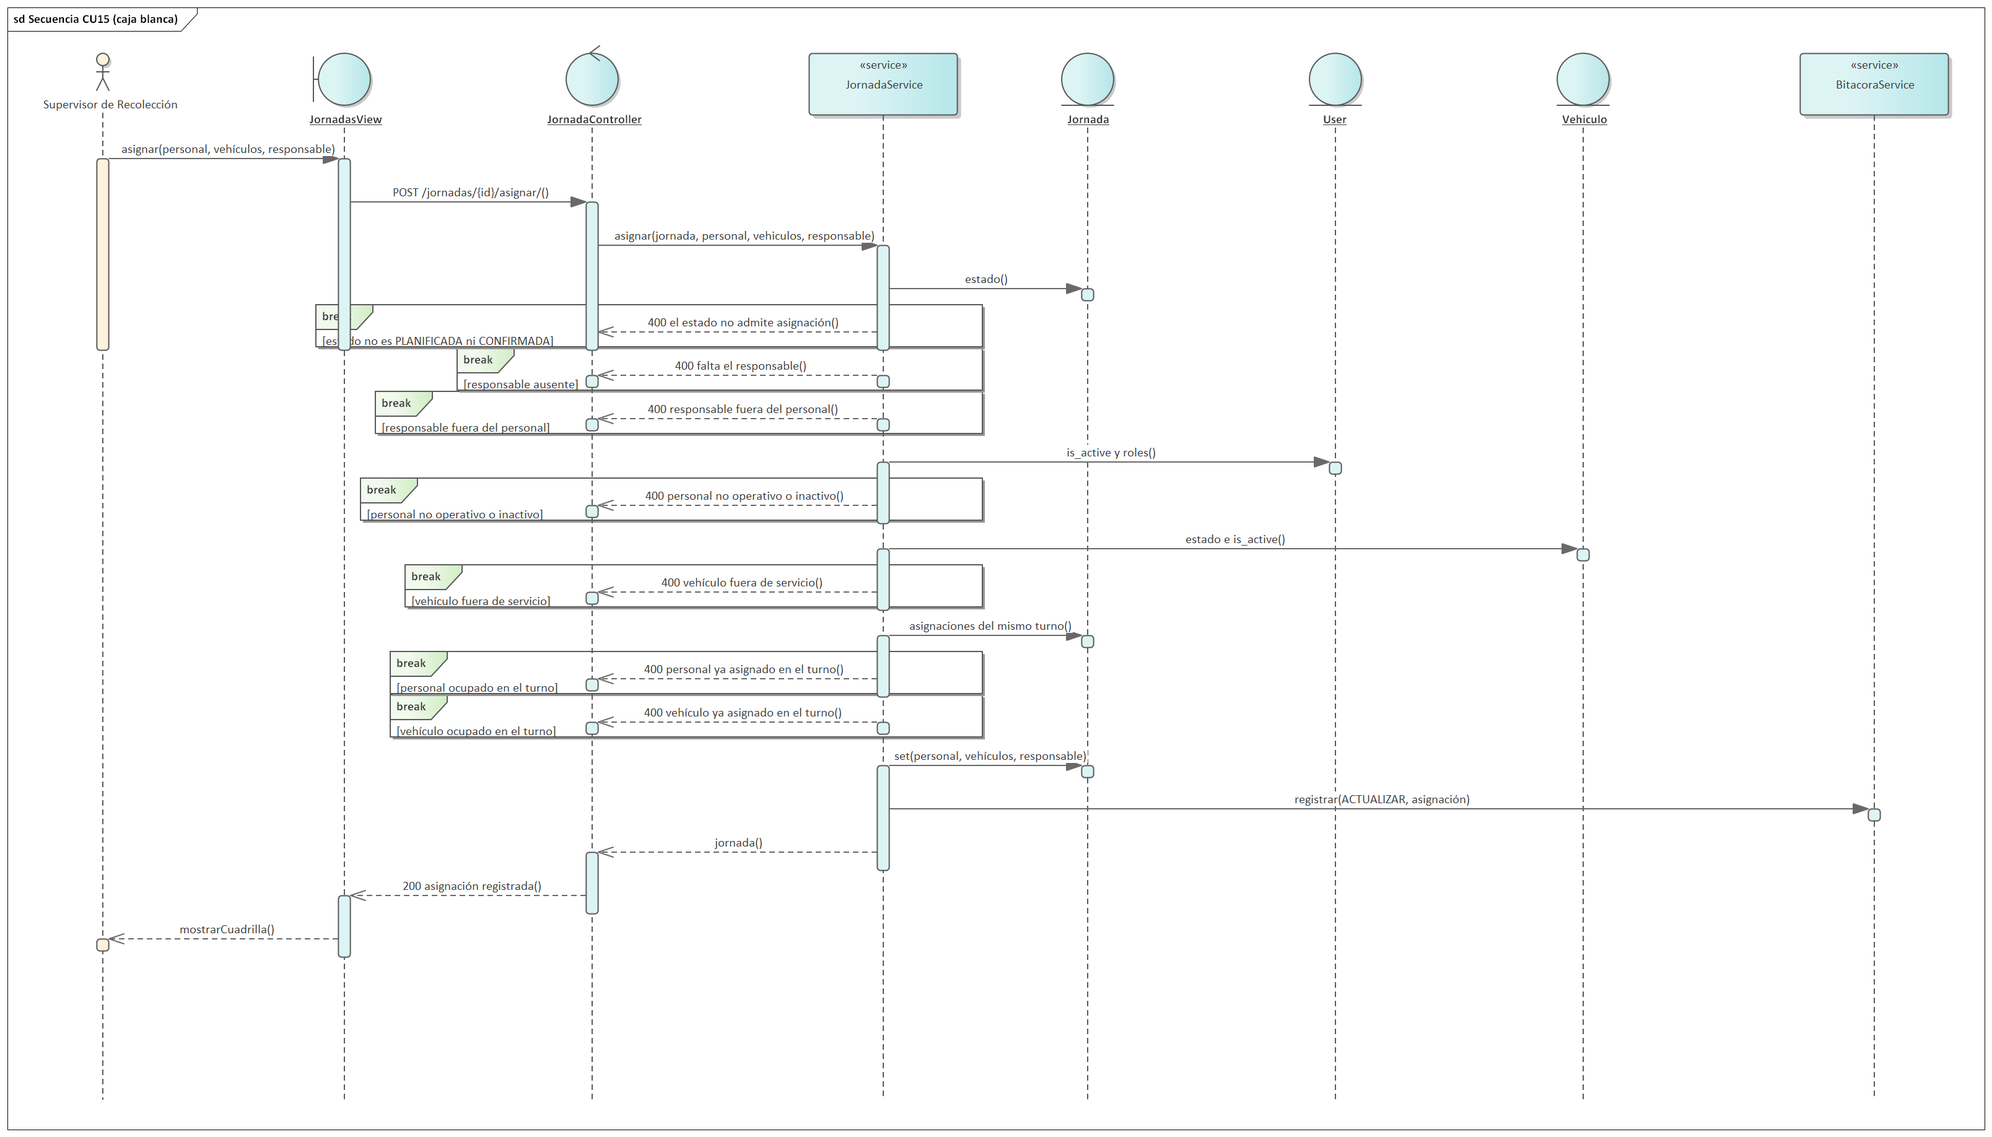 sd Secuencia CU15 (caja blanca)
Supervisor de Recolección
JornadasView
JornadaController
«service»
JornadaService
Jornada
User
Vehiculo
«service»
BitacoraService
asignar(personal, vehículos, responsable)
POST /jornadas/{id}/asignar/()
asignar(jornada, personal, vehiculos, responsable)
estado()
400 el estado no admite asignación()
no es PLANIFICADA ni CONFIRMADA]
break
400 falta el responsable()
[responsable ausente]
break
400 responsable fuera del personal()
[responsable fuera del personal]
is_active y roles()
break
400 personal no operativo o inactivo()
[personal no operativo o inactivo]
estado e is_active()
break
400 vehículo fuera de servicio()
[vehículo fuera de servicio]
asignaciones del mismo turno()
break
400 personal ya asignado en el turno()
[personal ocupado en el turno]
break
400 vehículo ya asignado en el turno()
[vehículo ocupado en el turno]
set(personal, vehículos, responsable)
registrar(ACTUALIZAR, asignación)
jornada()
200 asignación registrada()
mostrarCuadrilla()